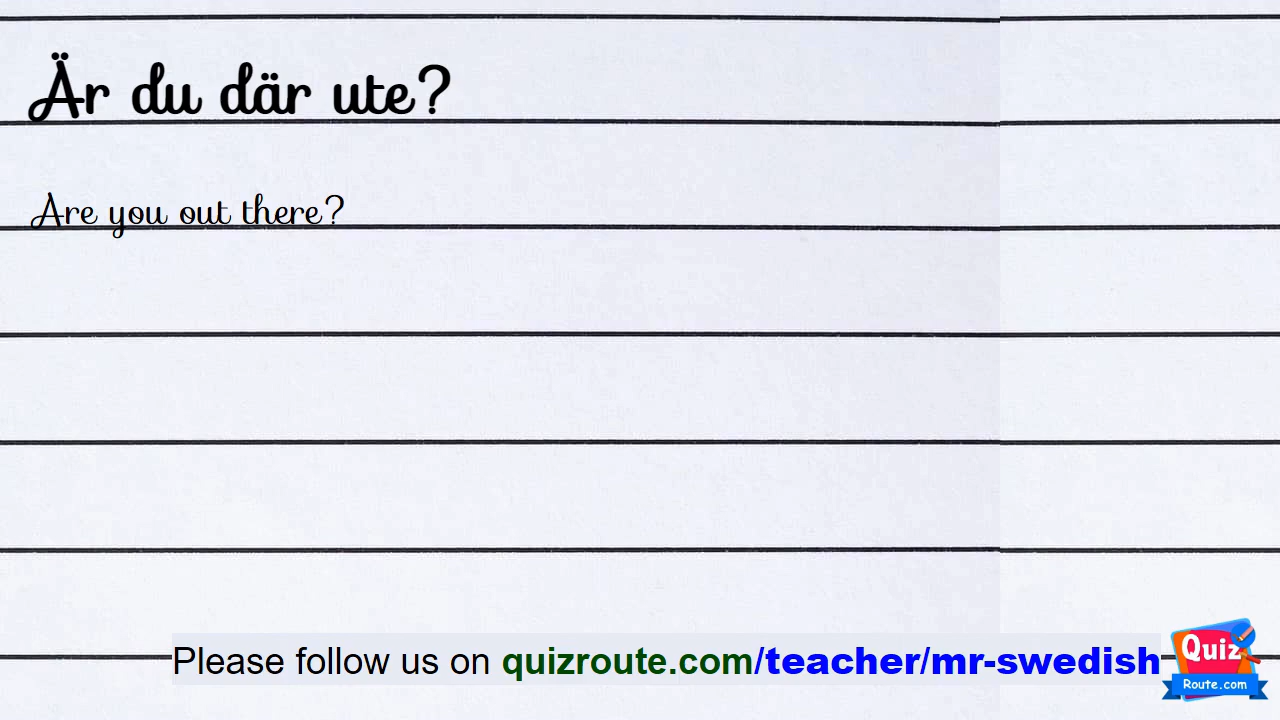 Är du där ute?
Are you out there?
Please follow us on quizroute.com/teacher/mr-swedish
Quiz
Route.com